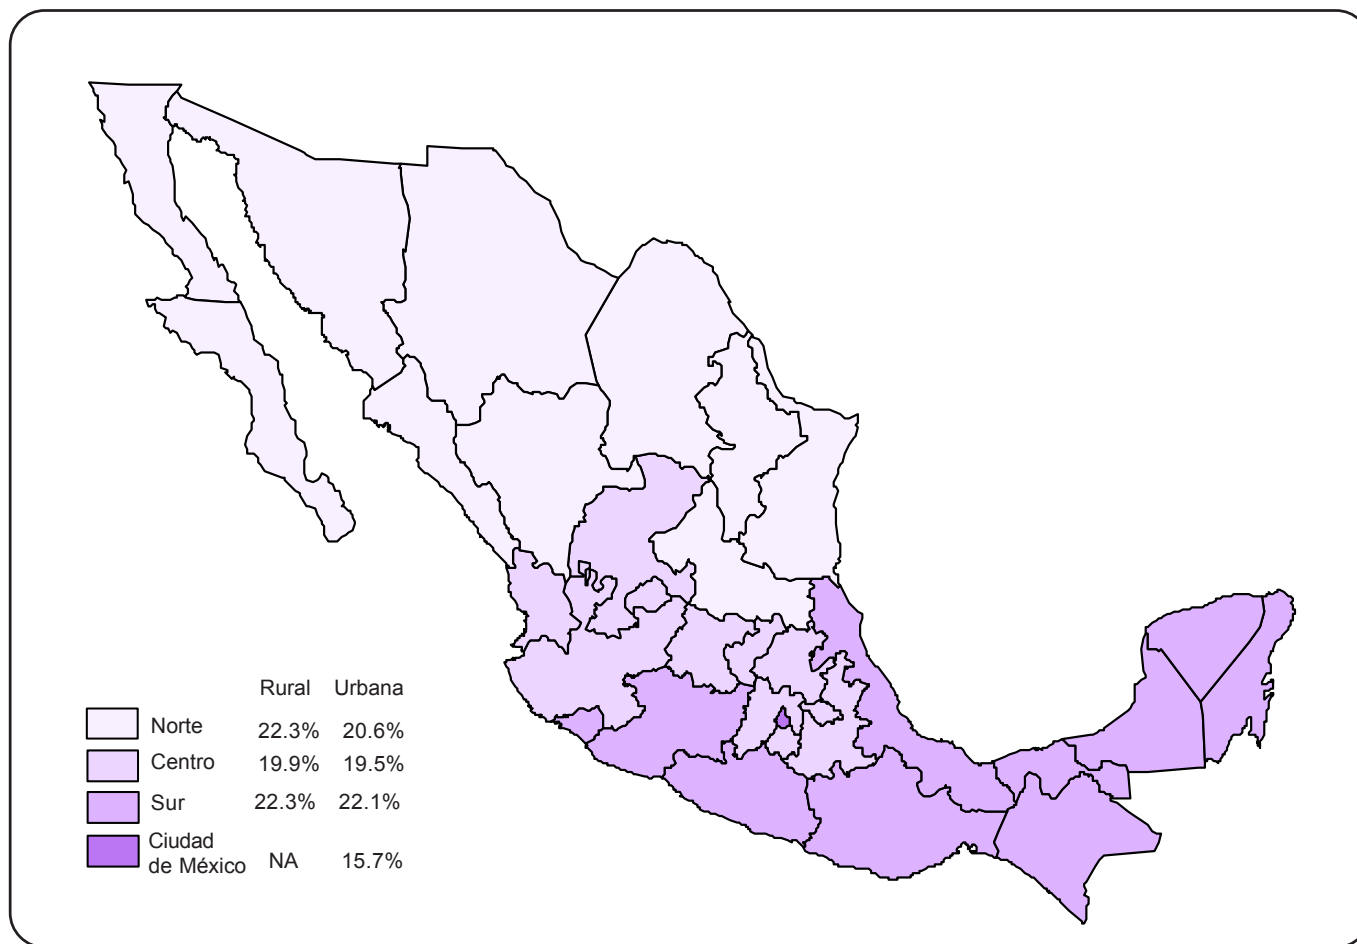 Rural Urbana
Norte 22.3% 20.6%
Centro 19.9% 19.5%
Sur 22.3% 22.1%
Ciudad
de México NA 15.7%